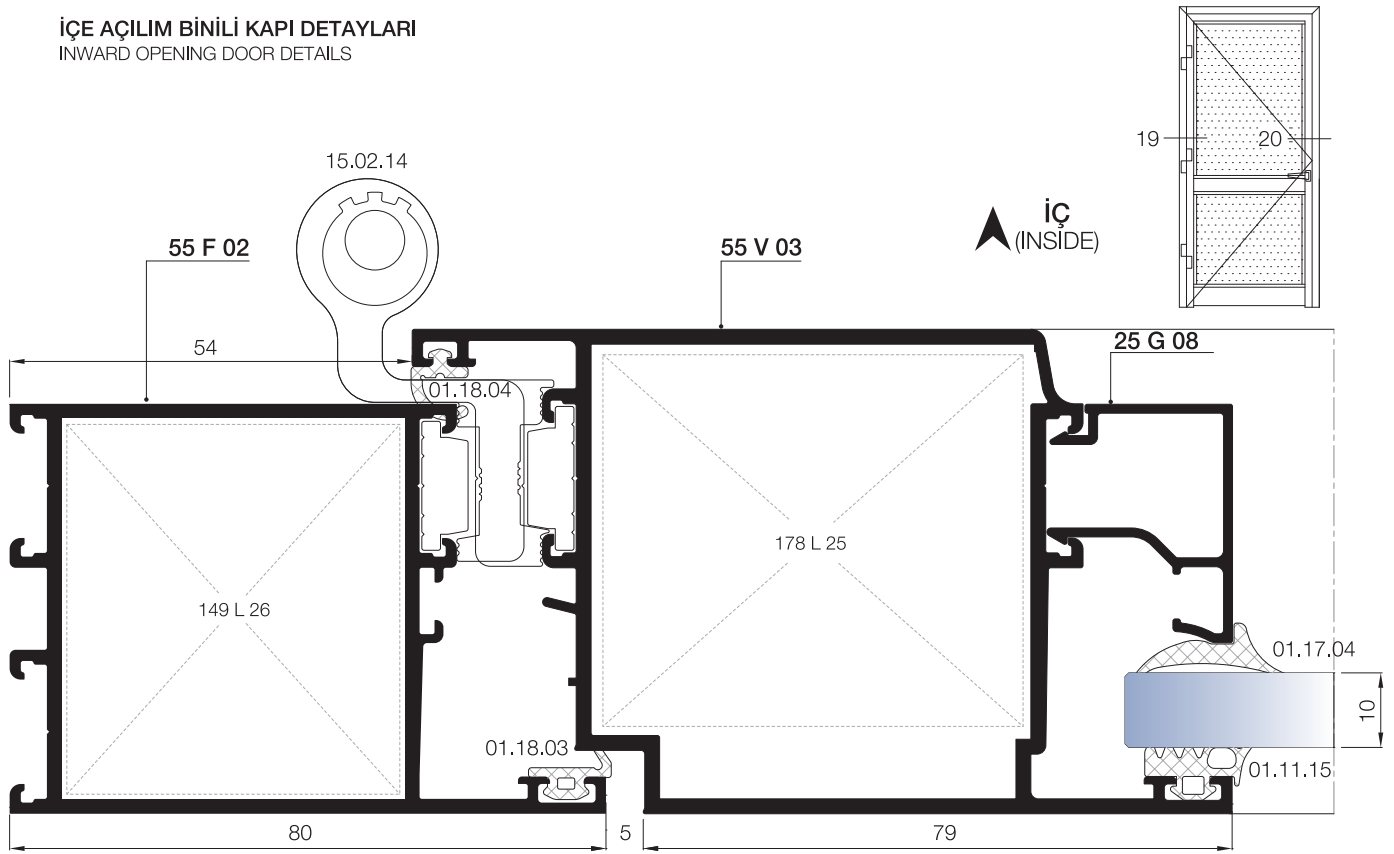 İÇE AÇILIM BİNİLİ KAPI DETAYLARI
INWARD OPENING DOOR DETAILS
19
20
15.02.14
İÇ
(INSIDE)
55 F 02
55 V 03
25 G 08
54
01.18.04
178 L 25
149 L 26
01.17.04
10
01.18.03
01.11.15
80
5
79